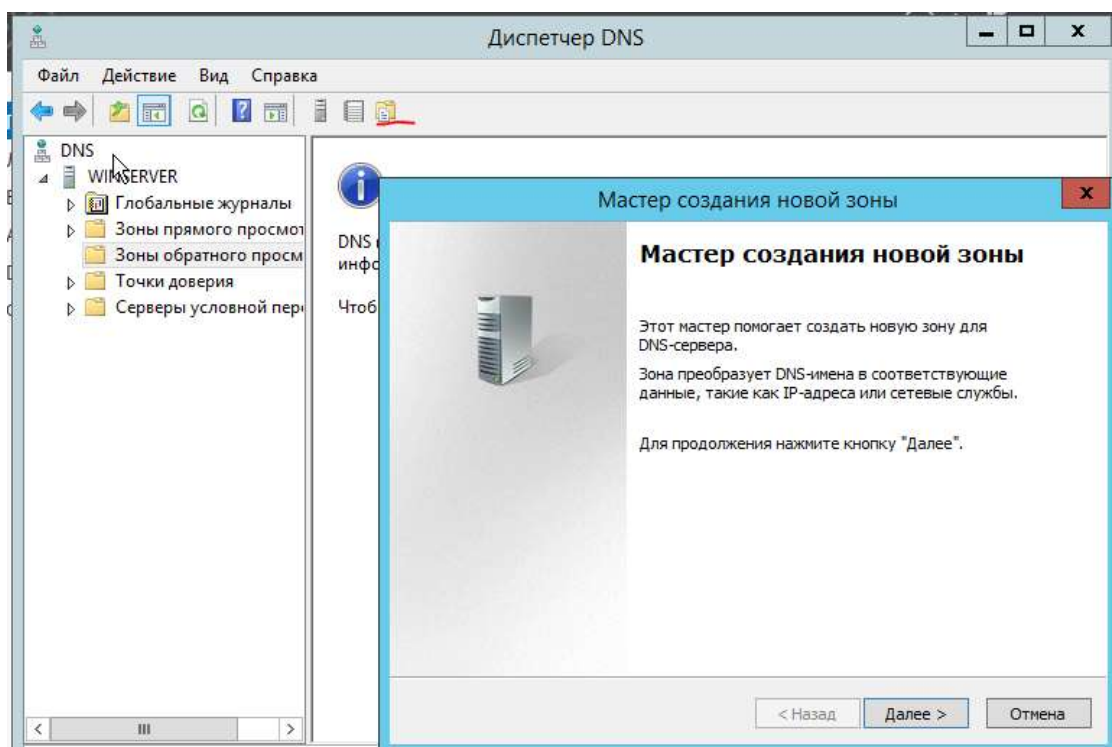 Диспетчер DNS
Файл Действие Вид Справка
DNS
WINSERVER
Глобальные журналы
Зоны прямого просмот
Зоны обратного просм
Точки доверия
Серверы условной пере
DNS
инфо
Чтоб
Мастер создания новой зоны
Мастер создания новой зоны
Этот мастер помогает создать новую зону для
DNS-сервера.
Зона преобразует DNS-имена в соответствующие
данные, такие как IP-адреса или сетевые службы.
Для продолжения нажмите кнопку "Далее".
< Назад Далее > Отмена